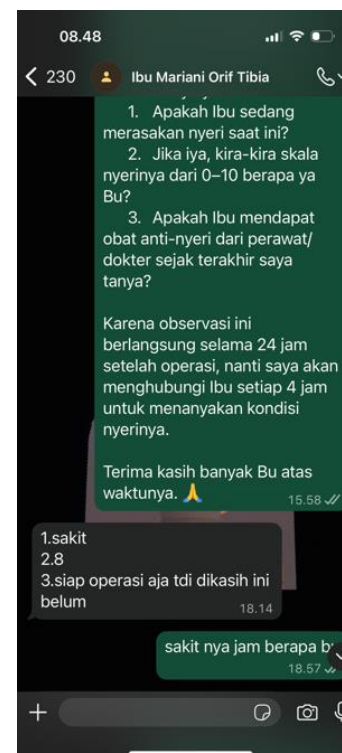 08.48
230 Ibu Mariani Orif Tibia
1. Apakah Ibu sedang
merasakan nyeri saat ini?
2. Jika iya, kira-kira skala
nyerinya dari 0–10 berapa ya
Bu?
3. Apakah Ibu mendapat
obat anti-nyeri dari perawat/
dokter sejak terakhir saya
tanya?
Karena observasi ini
berlangsung selama 24 jam
setelah operasi, nanti saya akan
menghubungi Ibu setiap 4 jam
untuk menanyakan kondisi
nyerinya.
Terima kasih banyak Bu atas
waktunya. 🙏
15.58
1.sakit
2.8
3.siap operasi aja tdi dikasih ini
belum
18.14
sakit nya jam berapa
18.57